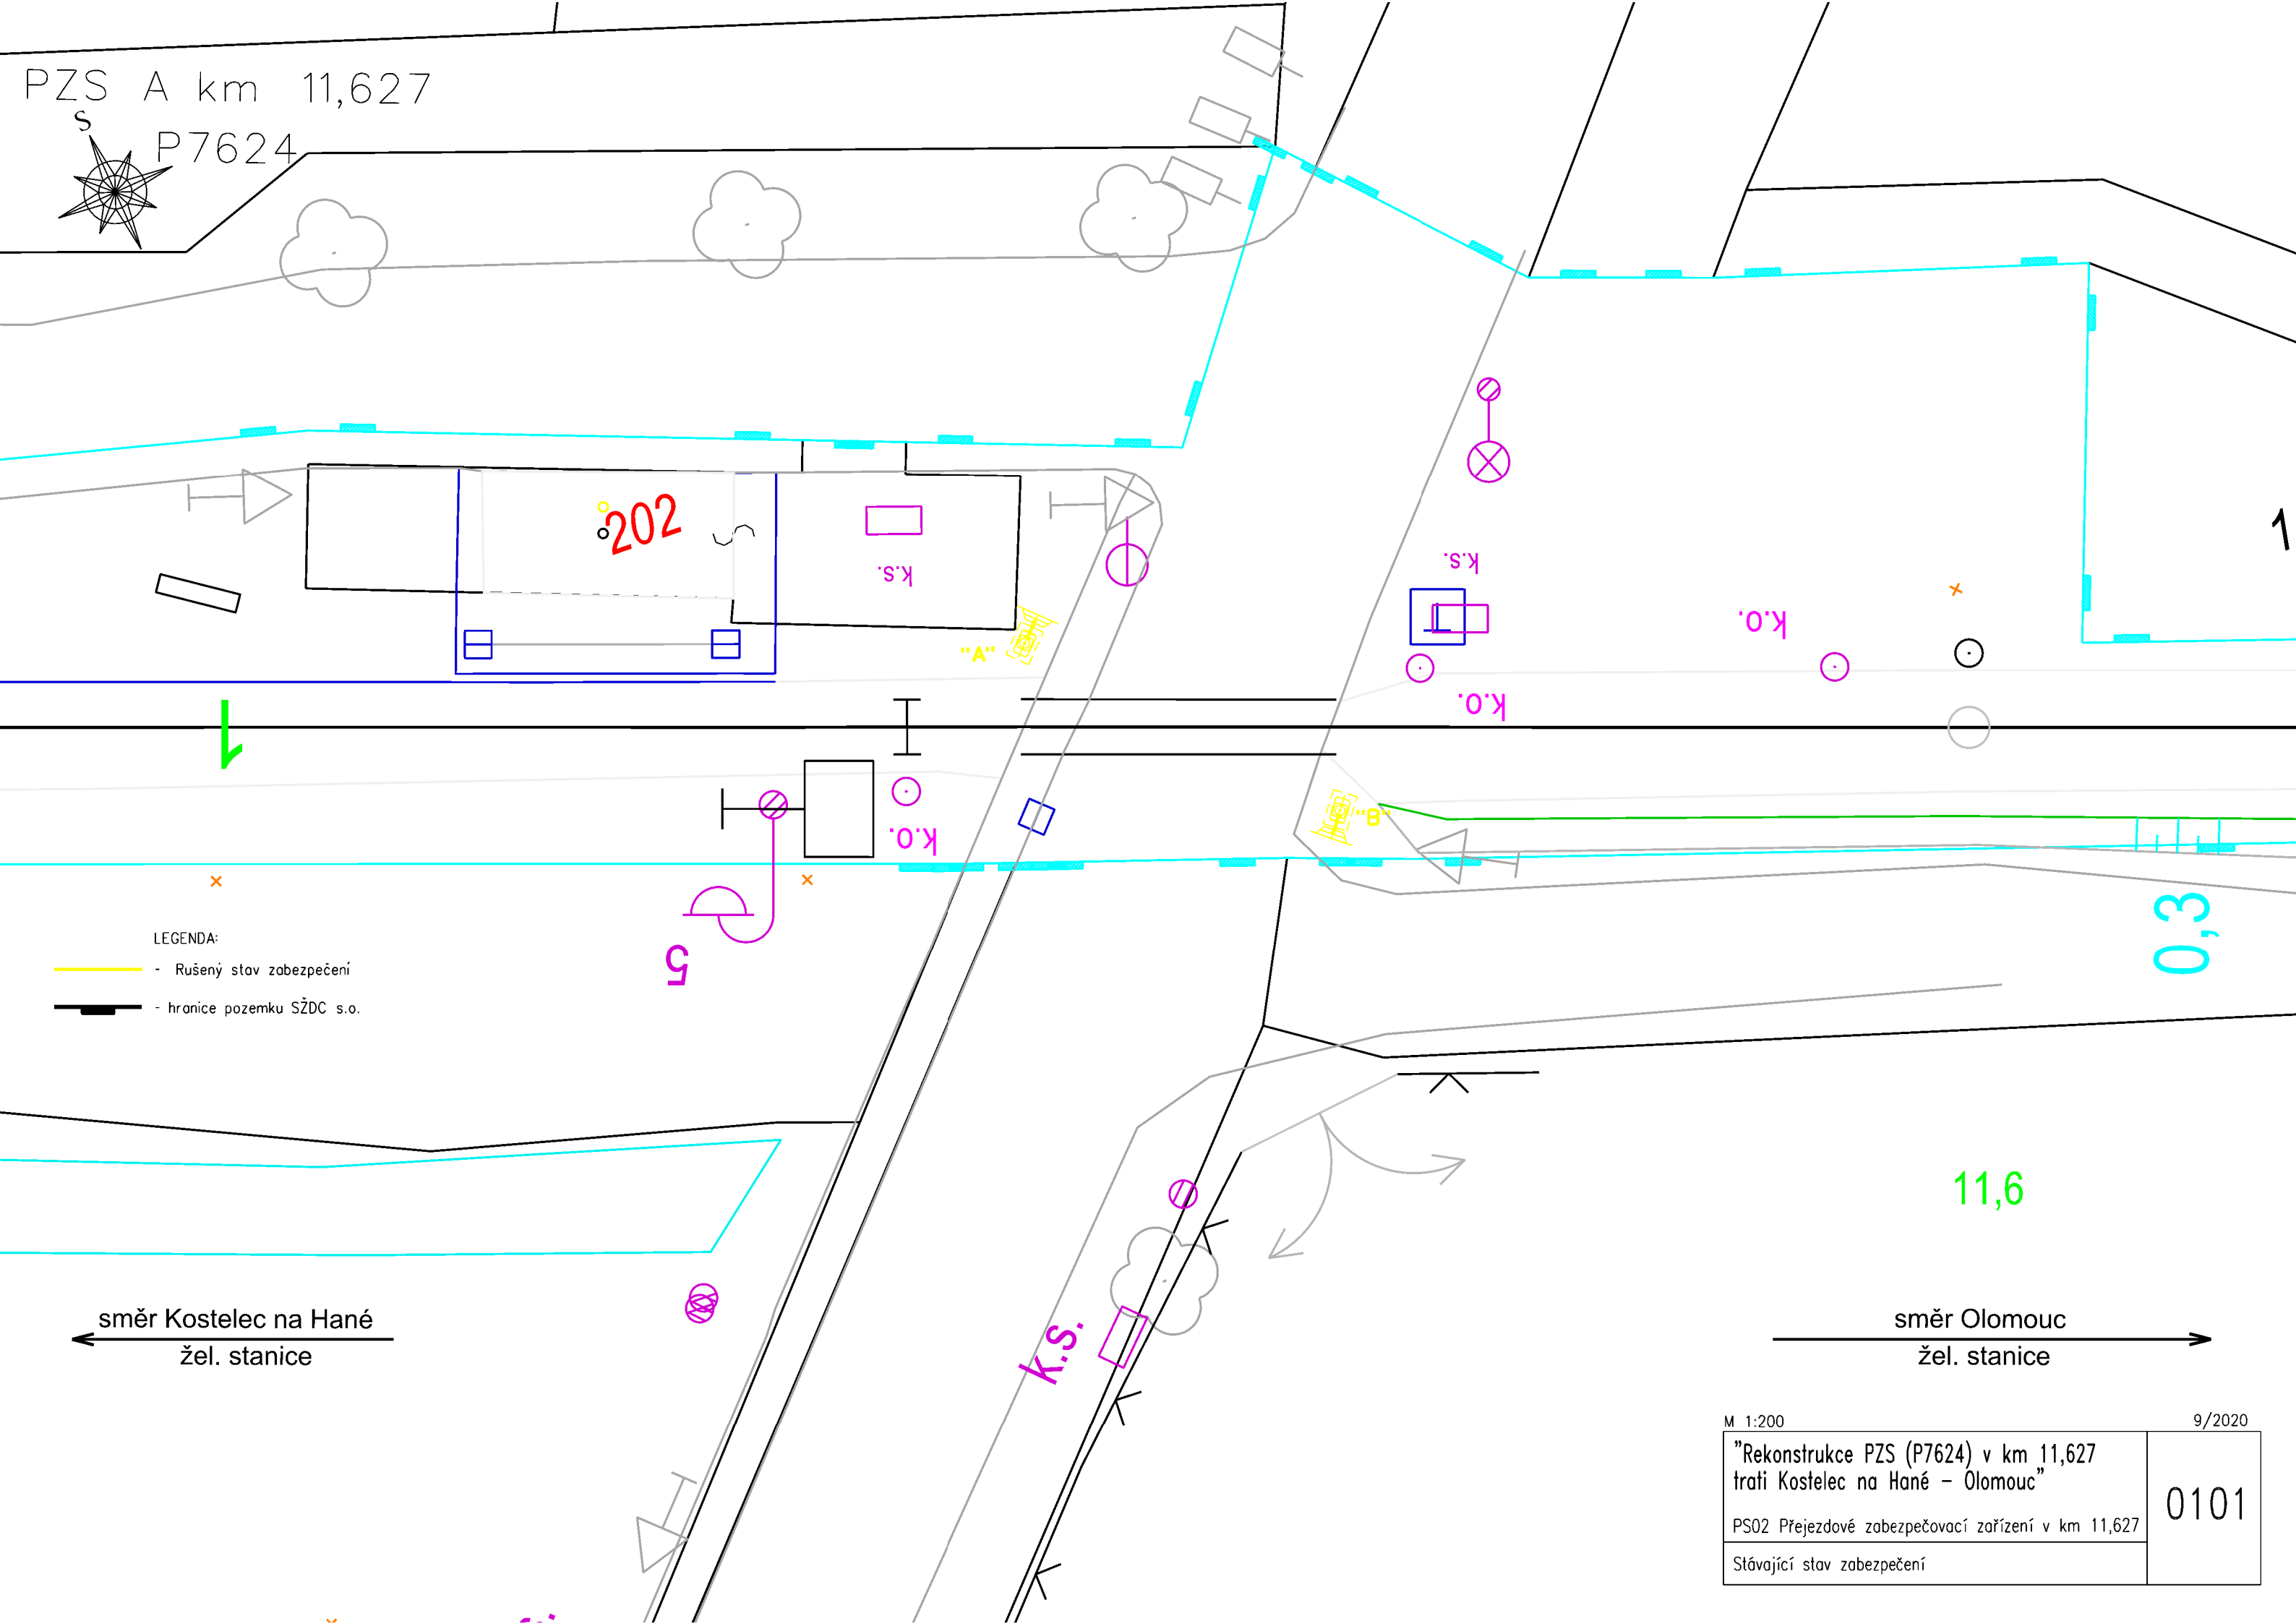 PZS A km 11,627
S
P7624
202
k.s.
"A"
k.s.
k.o.
k.o.
1
1
"B"
k.o.
5
0,3
LEGENDA:
- Rušený stav zabezpečení
- hranice pozemku SŽDC s.o.
11,6
k.s.
směr Kostelec na Hané
žel. stanice
směr Olomouc
žel. stanice
M 1:200
9/2020
"Rekonstrukce PZS (P7624) v km 11,627
trati Kostelec na Hané – Olomouc"
0101
PS02 Přejezdové zabezpečovací zařízení v km 11,627
Stávající stav zabezpečení